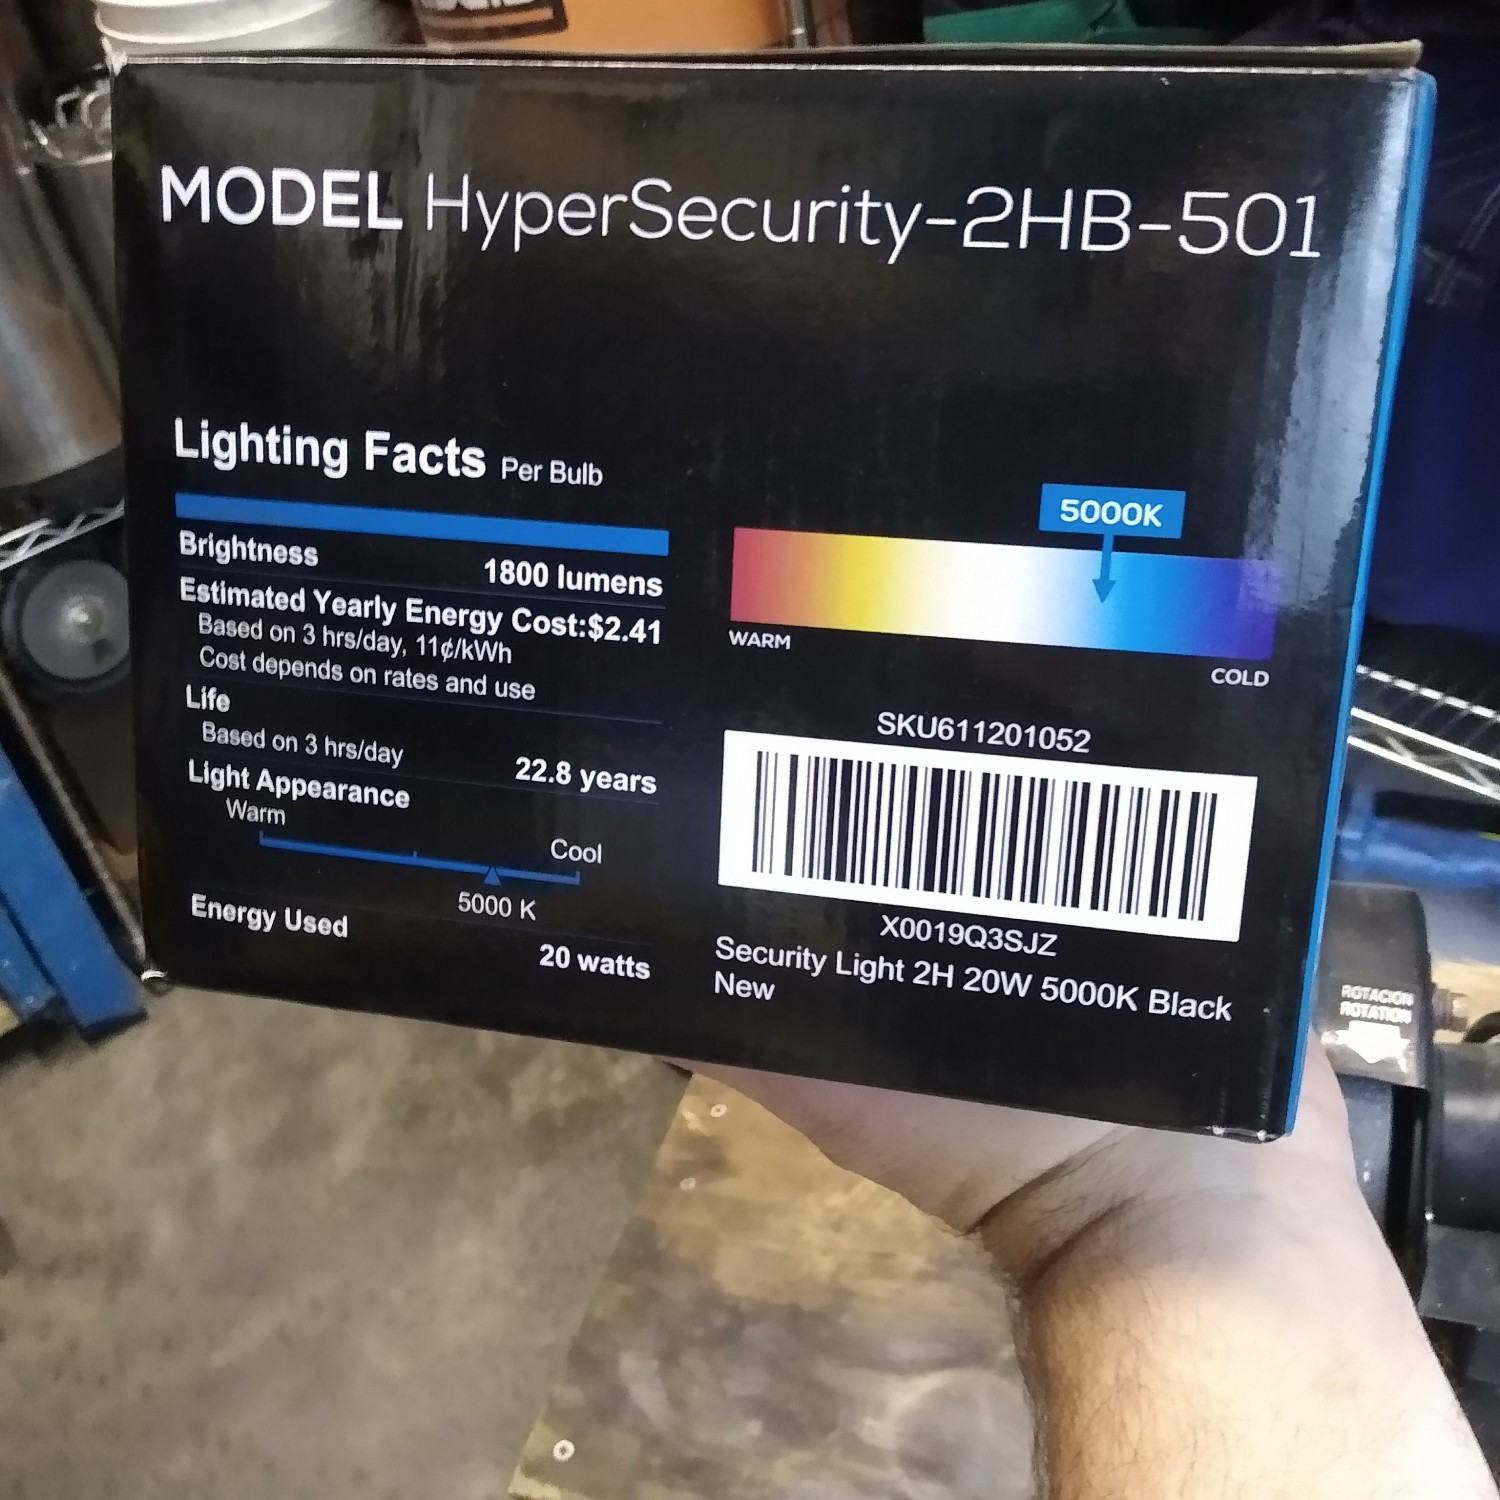 MODEL HyperSecurity-2HB-501
Lighting Facts Per Bulb
Brightness 1800 lumens
Estimated Yearly Energy Cost:$2.41
Based on 3 hrs/day, 11¢/kWh
Cost depends on rates and use
Life
Based on 3 hrs/day 22.8 years
Light Appearance
Warm Cool
5000 K
Energy Used 20 watts
5000K
WARM COLD
SKU611201052
X0019Q3SJZ
Security Light 2H 20W 5000K Black
New
ROTACION
ROTATION